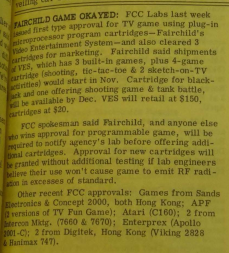 FAIRCHILD GAME OKAYED: FCC Labs last week
issued first type approval for TV game using plug-in
microprocessor program cartridges—Fairchild's
Video Entertainment System—and also cleared 3
cartridges for marketing. Fairchild said shipments
of VES, which has 3 built-in games, plus 4-game
cartridge (shooting, tic-tac-toe & 2 sketch-on-TV
activities) would start in Nov. Cartridge for black-
and one offering shooting game & tank battle,
will be available by Dec. VES will retail at $150,
cartridges at $20.
FCC spokesman said Fairchild, and anyone else
who wins approval for programmable game, will be
required to notify agency's lab before offering addi-
tional cartridges. Approval for new cartridges will
be granted without additional testing if lab engineers
believe their use won't cause game to emit RF radi-
ation in excesses of standard.
Other recent FCC approvals: Games from Sands
Electronics & Concept 2000, both Hong Kong; APF
(2 versions of TV Fun Game); Atari (C160); 2 from
Mktg. (7660 & 7670); Enterprex (Apollo
2001-C); 2 from Digitek, Hong Kong (Viking 2828
& Hanimax 747).